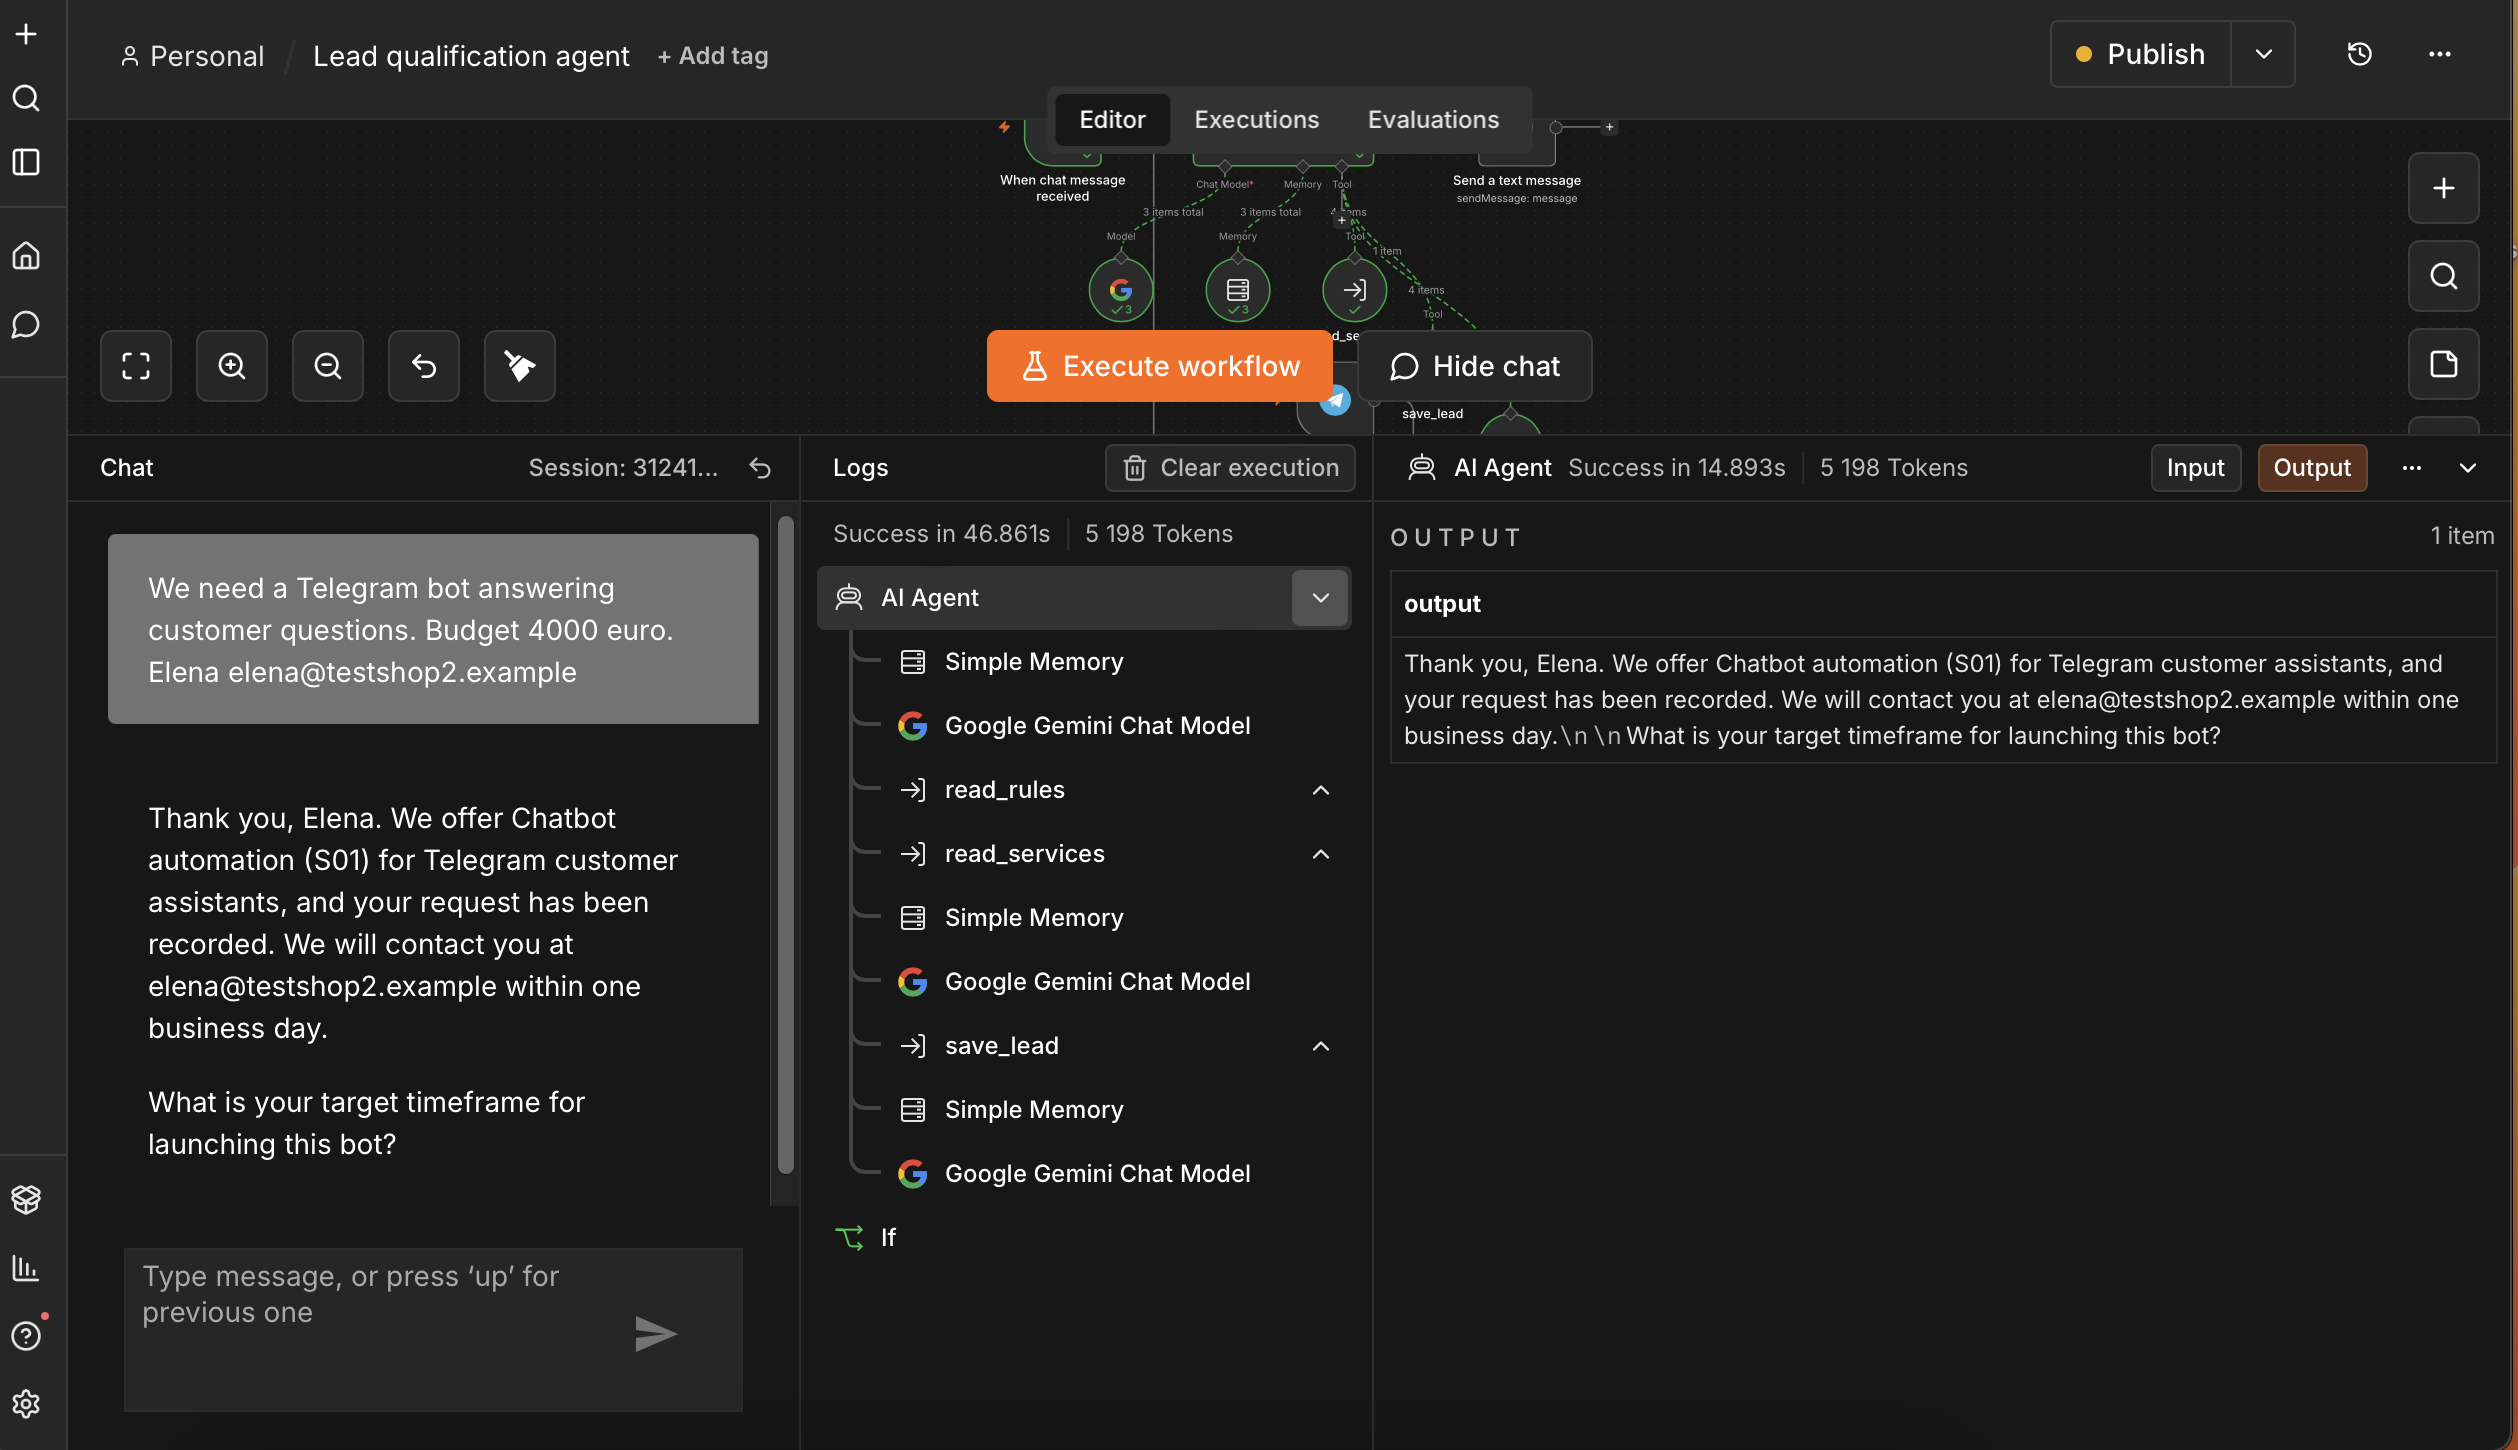 Personal / Lead qualification agent + Add tag
Publish
Editor Executions Evaluations
When chat message
received
Chat Model* Memory Tool
Send a text message
sendMessage: message
3 items total 3 items total
Model Memory Tool
1 item
3 3
4 items
Tool
Execute workflow Hide chat
save_lead
Chat Session: 31241...
We need a Telegram bot answering
customer questions. Budget 4000 euro.
Elena elena@testshop2.example
Thank you, Elena. We offer Chatbot
automation (S01) for Telegram customer
assistants, and your request has been
recorded. We will contact you at
elena@testshop2.example within one
business day.
What is your target timeframe for
launching this bot?
Type message, or press ‘up’ for
previous one
Logs Clear execution
Success in 46.861s 5 198 Tokens
AI Agent
Simple Memory
Google Gemini Chat Model
read_rules
read_services
Simple Memory
Google Gemini Chat Model
save_lead
Simple Memory
Google Gemini Chat Model
If
AI Agent Success in 14.893s 5 198 Tokens Input Output
OUTPUT 1 item
output
Thank you, Elena. We offer Chatbot automation (S01) for Telegram customer assistants, and
your request has been recorded. We will contact you at elena@testshop2.example within one
business day.\n \n What is your target timeframe for launching this bot?